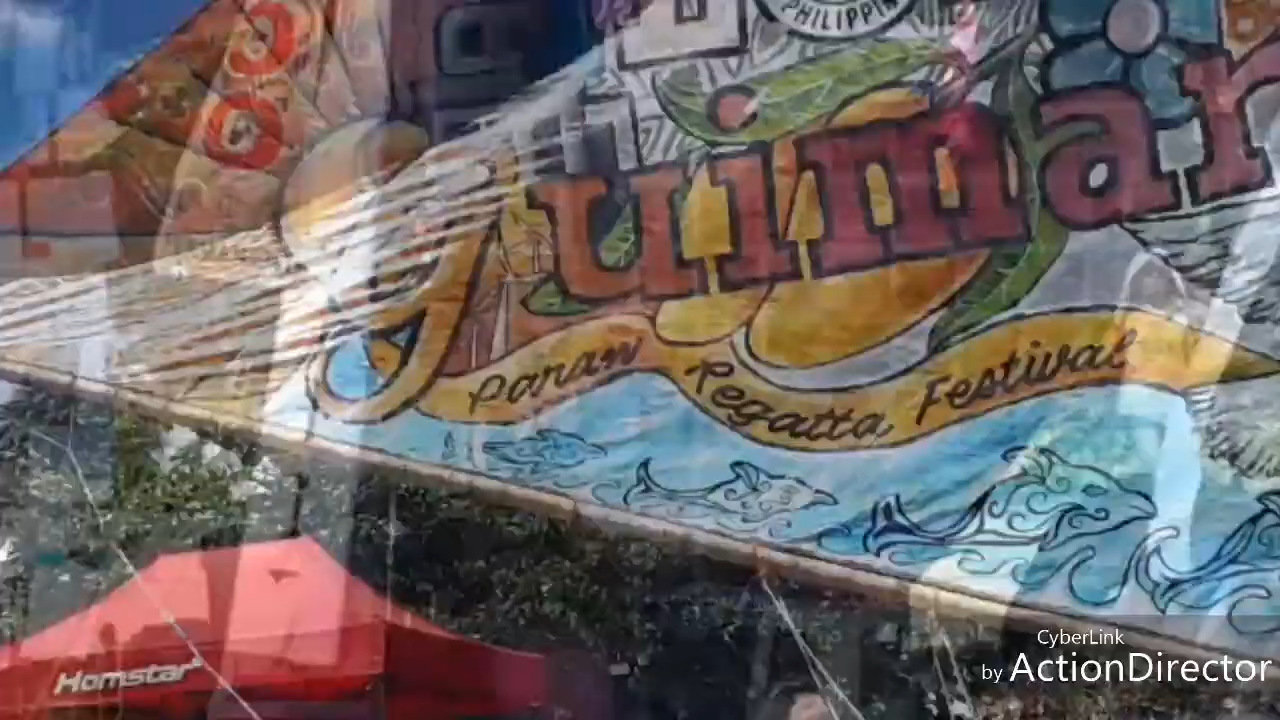 PHILIPPIN
guimar
Paraw Regatta Festival
Homstar
CyberLink
by ActionDirector